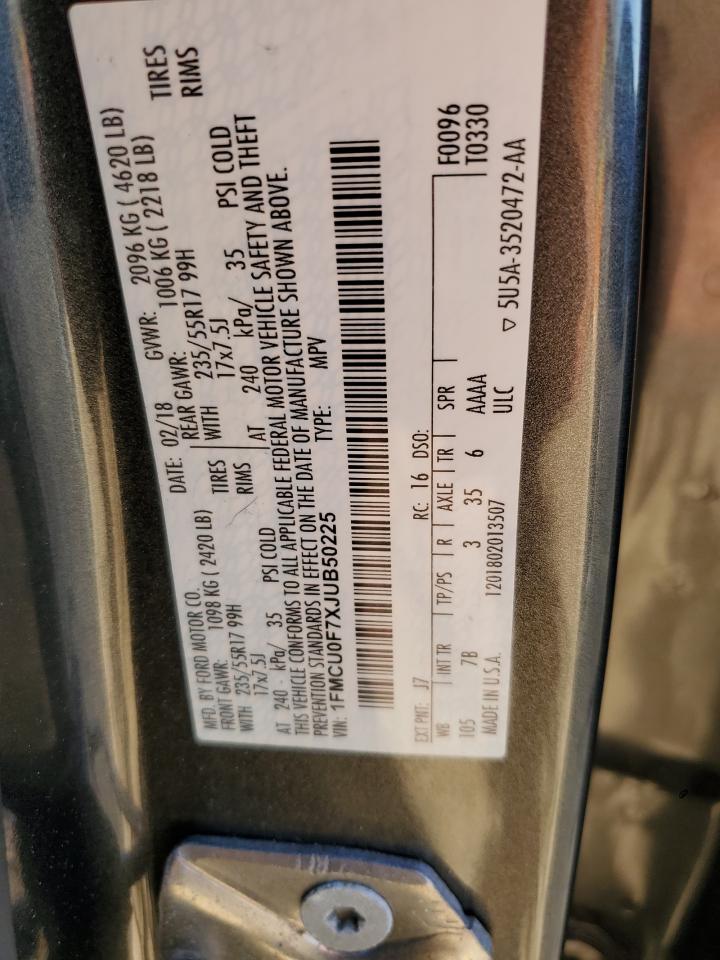 MFD. BY FORD MOTOR CO. DATE: 02/18 GVWR: 2096 KG ( 4620 LB)
FRONT GAWR: 1098 KG ( 2420 LB) REAR GAWR: 1006 KG ( 2218 LB)
WITH 235/55R17 99H TIRES WITH 235/55R17 99H TIRES
17x7.5J RIMS 17x7.5J RIMS
AT 240 kPa/ 35 PSI COLD AT 240 kPa/ 35 PSI COLD
THIS VEHICLE CONFORMS TO ALL APPLICABLE FEDERAL MOTOR VEHICLE SAFETY AND THEFT
PREVENTION STANDARDS IN EFFECT ON THE DATE OF MANUFACTURE SHOWN ABOVE.
VIN: 1FMCU0F7XJUB50225 TYPE: MPV
EXT PNT: J7 RC: 16 DSO: F0096
WB INT TR TP/PS R AXLE TR SPR T0330
105 7B 3 35 6 AAAA
MADE IN U.S.A. 1201802013507 ULC ▽ 5U5A-3520472-AA